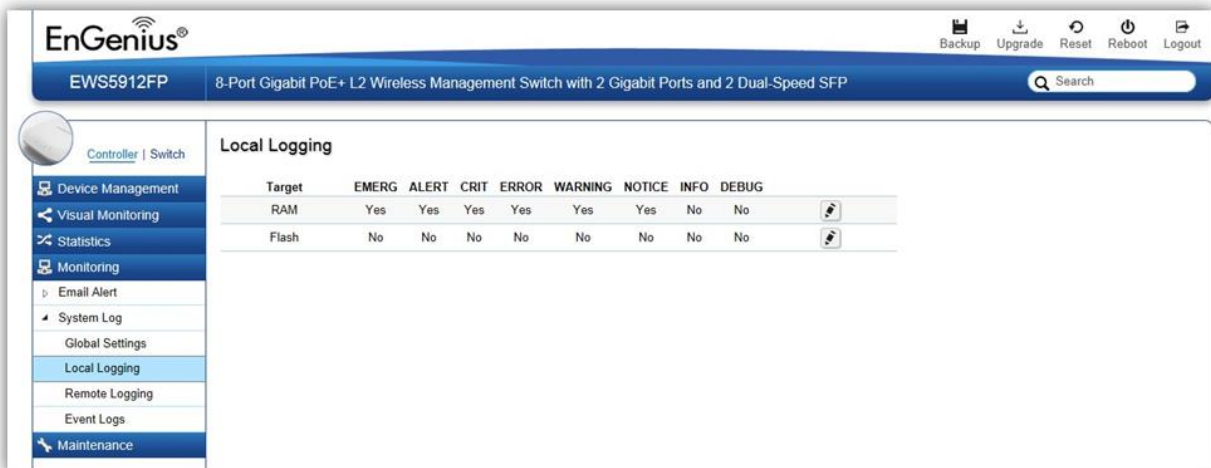 EnGenius®
Backup Upgrade Reset Reboot Logout
EWS5912FP 8-Port Gigabit PoE+ L2 Wireless Management Switch with 2 Gigabit Ports and 2 Dual-Speed SFP Search
Controller | Switch
Device Management
Visual Monitoring
Statistics
Monitoring
Email Alert
System Log
Global Settings
Local Logging
Remote Logging
Event Logs
Maintenance
Local Logging
Target EMERG ALERT CRIT ERROR WARNING NOTICE INFO DEBUG
RAM Yes Yes Yes Yes Yes Yes No No
Flash No No No No No No No No